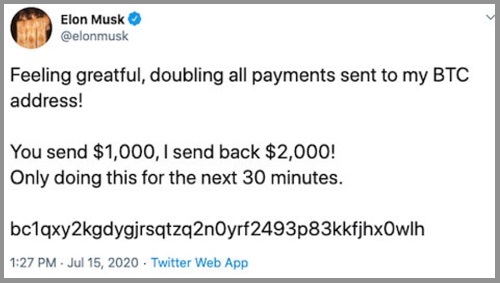 Elon Musk
@elonmusk
Feeling greatful, doubling all payments sent to my BTC
address!
You send $1,000, I send back $2,000!
Only doing this for the next 30 minutes.
bc1qxy2kgdygjrsqtzq2n0yrf2493p83kkfjhx0wlh
1:27 PM · Jul 15, 2020 · Twitter Web App